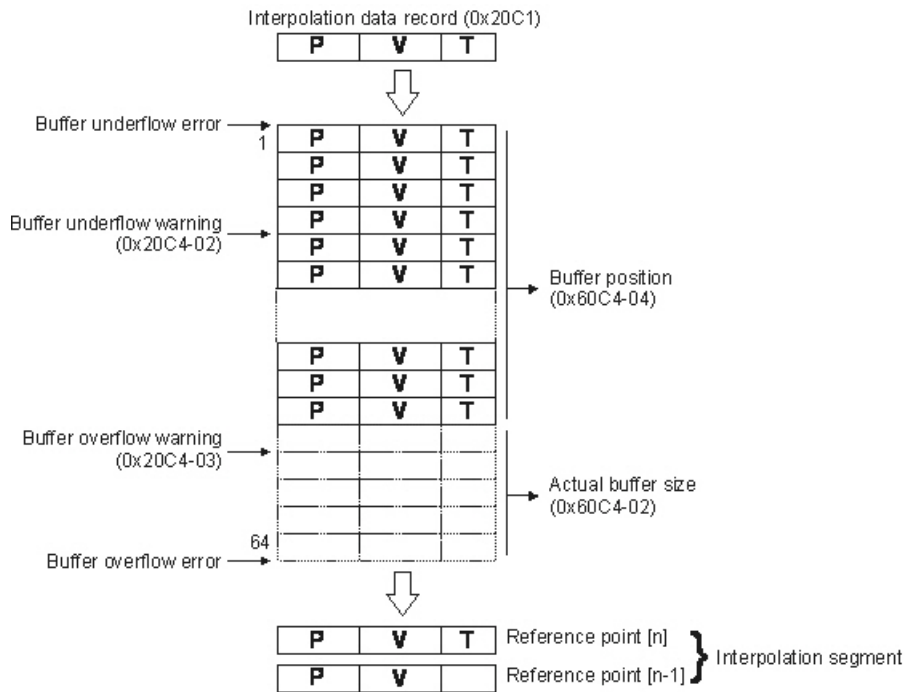 Interpolation data record (0x20C1)
P V T
Buffer underflow error
1
P V T
P V T
P V T
Buffer underflow warning
(0x20C4-02)
P V T
P V T
P V T
Buffer position
(0x60C4-04)
P V T
P V T
P V T
Buffer overflow warning
(0x20C4-03)
Actual buffer size
(0x60C4-02)
64
Buffer overflow error
P V T Reference point [n]
Interpolation segment
P V Reference point [n-1]